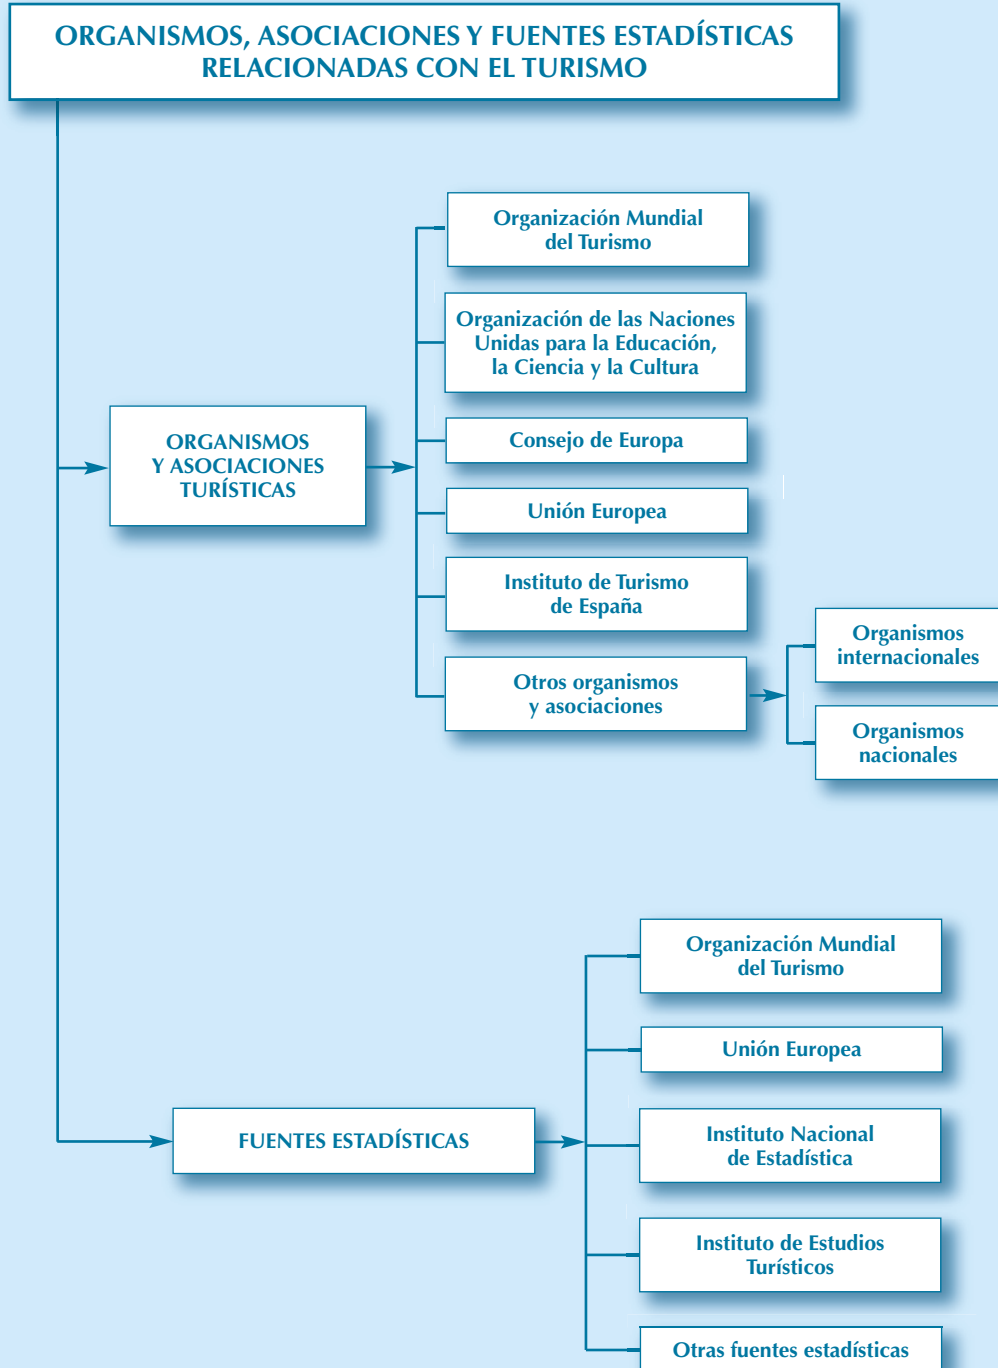 ORGANISMOS, ASOCIACIONES Y FUENTES ESTADÍSTICAS
RELACIONADAS CON EL TURISMO
Organización Mundial
del Turismo
Organización de las Naciones
Unidas para la Educación,
la Ciencia y la Cultura
ORGANISMOS
Y ASOCIACIONES
TURÍSTICAS
Consejo de Europa
Unión Europea
Instituto de Turismo
de España
Otros organismos
y asociaciones
Organismos
internacionales
Organismos
nacionales
Organización Mundial
del Turismo
Unión Europea
FUENTES ESTADÍSTICAS
Instituto Nacional
de Estadística
Instituto de Estudios
Turísticos
Otras fuentes estadísticas